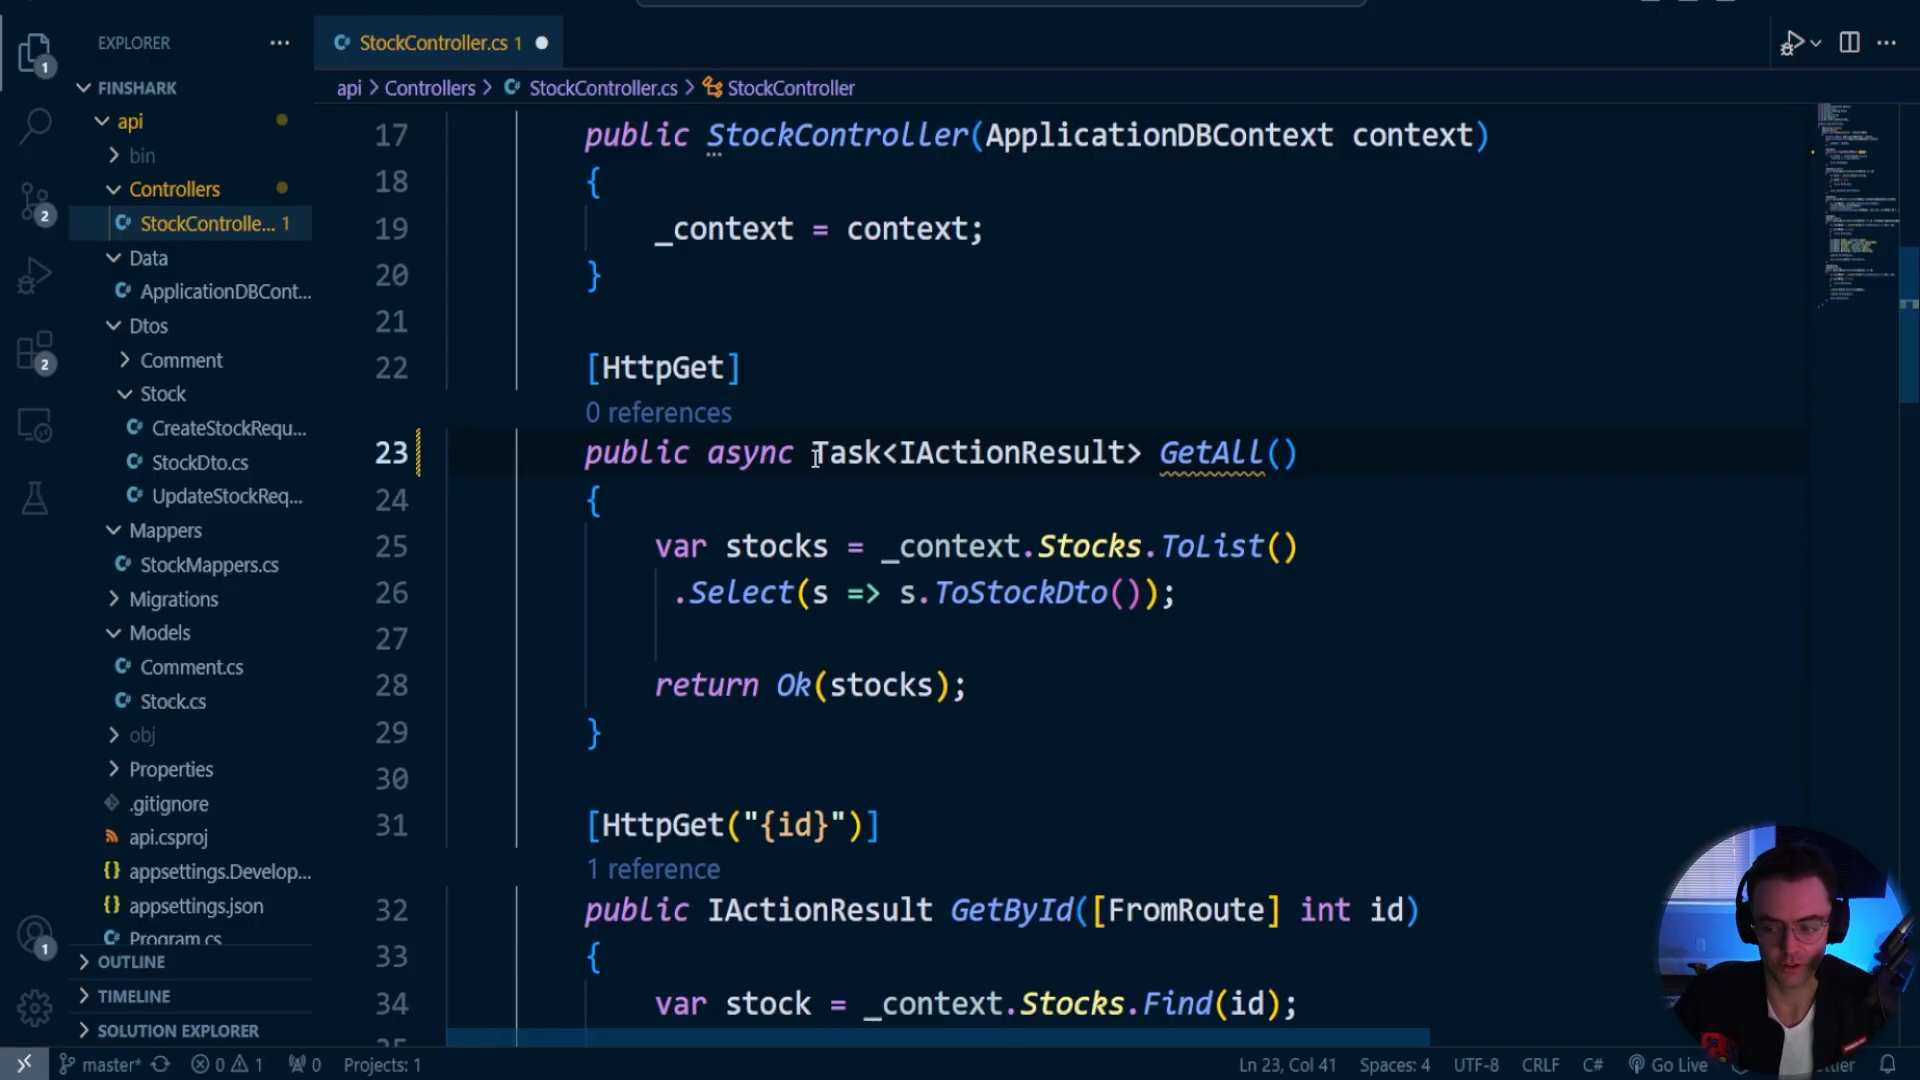 EXPLORER
StockController.cs 1
FINSHARK
api
bin
Controllers
StockControlle... 1
Data
ApplicationDBCont...
Dtos
Comment
Stock
CreateStockRequ...
StockDto.cs
UpdateStockReq...
Mappers
StockMappers.cs
Migrations
Models
Comment.cs
Stock.cs
obj
Properties
.gitignore
api.csproj
appsettings.Develop...
appsettings.json
Program.cs
OUTLINE
TIMELINE
SOLUTION EXPLORER
1
2
2
1
api > Controllers > StockController.cs > StockController
17 public StockController(ApplicationDBContext context)
18 {
19 _context = context;
20 }
21
22 [HttpGet]
0 references
23 public async Task<IActionResult> GetAll()
24 {
25 var stocks = _context.Stocks.ToList()
26 .Select(s => s.ToStockDto());
27
28 return Ok(stocks);
29 }
30
31 [HttpGet("{id}")]
1 reference
32 public IActionResult GetById([FromRoute] int id)
33 {
34 var stock = _context.Stocks.Find(id);
master* 0 1 0 Projects: 1 Ln 23, Col 41 Spaces: 4 UTF-8 CRLF C# Go Live